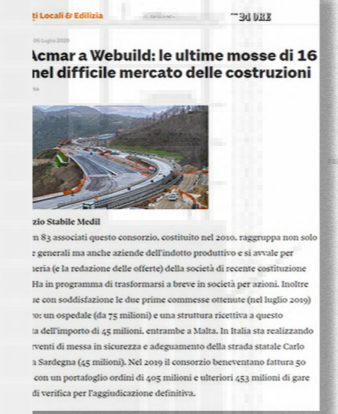 ti Locali & Edilizia
24 ORE
06 Luglio 2020
Acmar a Webuild: le ultime mosse di 16
nel difficile mercato delle costruzioni
zio Stabile Medil
n 83 associati questo consorzio, costituito nel 2010, raggruppa non solo
e generali ma anche aziende dell'indotto produttivo e si avvale per
neria (e la redazione delle offerte) della società di recente costituzione
Ha in programma di trasformarsi a breve in società per azioni. Inoltre
ne con soddisfazione le due prime commesse ottenute (nel luglio 2019)
ro: un ospedale (da 75 milioni) e una struttura ricettiva a questo
ta dell'importo di 45 milioni, entrambe a Malta. In Italia sta realizzando
rventi di messa in sicurezza e adeguamento della strada statale Carlo
n Sardegna (45 milioni). Nel 2019 il consorzio beneventano fattura 50
con un portafoglio ordini di 405 milioni e ulteriori 453 milioni di gare
di verifica per l'aggiudicazione definitiva.